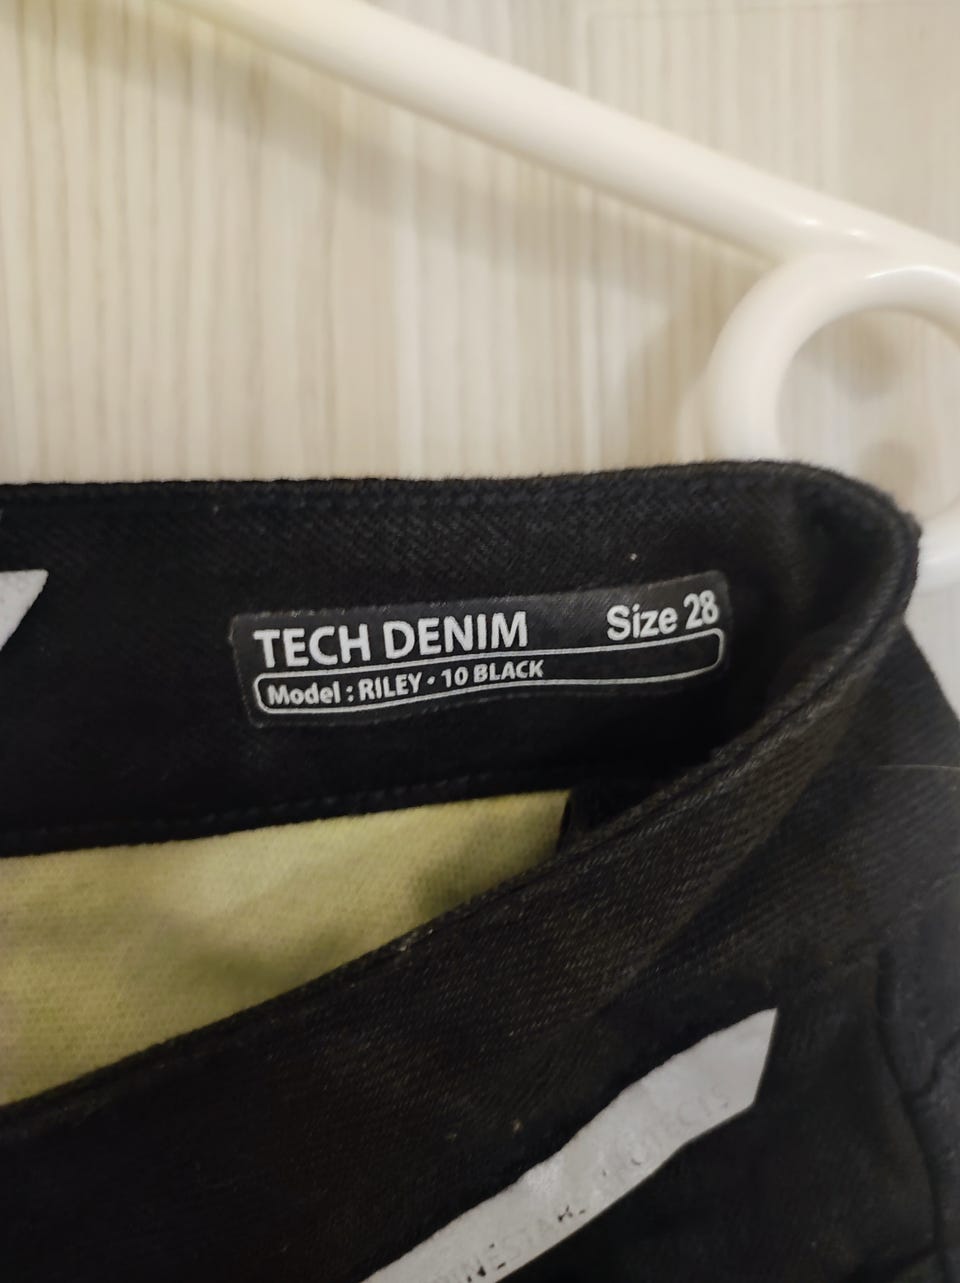 TECH DENIM Size 28
Model : RILEY • 10 BLACK